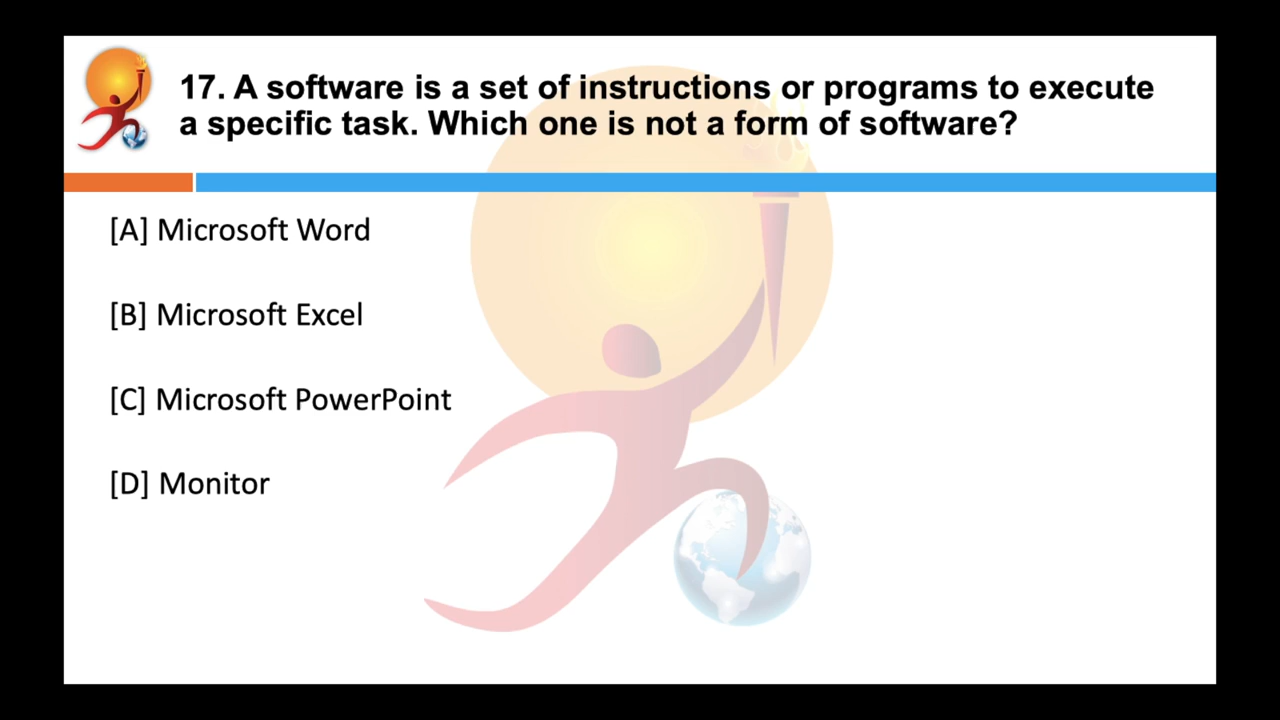 17. A software is a set of instructions or programs to execute
a specific task. Which one is not a form of software?
[A] Microsoft Word
[B] Microsoft Excel
[C] Microsoft PowerPoint
[D] Monitor